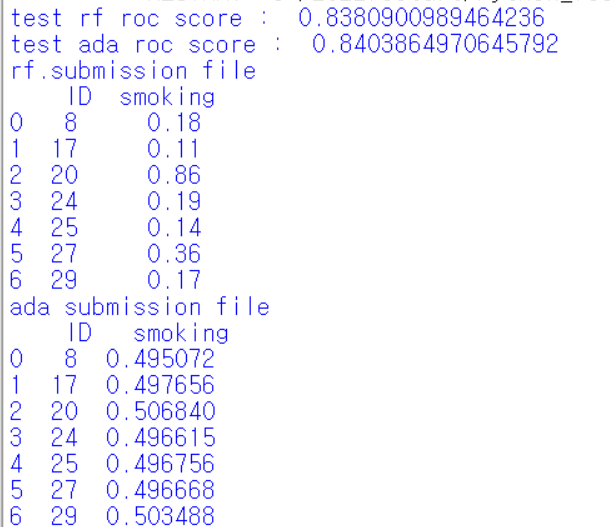 test rf roc score :  0.8380900989464236
test ada roc score :  0.8403864970645792
rf.submission file
ID smoking
0 8 0.18
1 17 0.11
2 20 0.86
3 24 0.19
4 25 0.14
5 27 0.36
6 29 0.17
ada submission file
ID smoking
0 8 0.495072
1 17 0.497656
2 20 0.506840
3 24 0.496615
4 25 0.496756
5 27 0.496668
6 29 0.503488